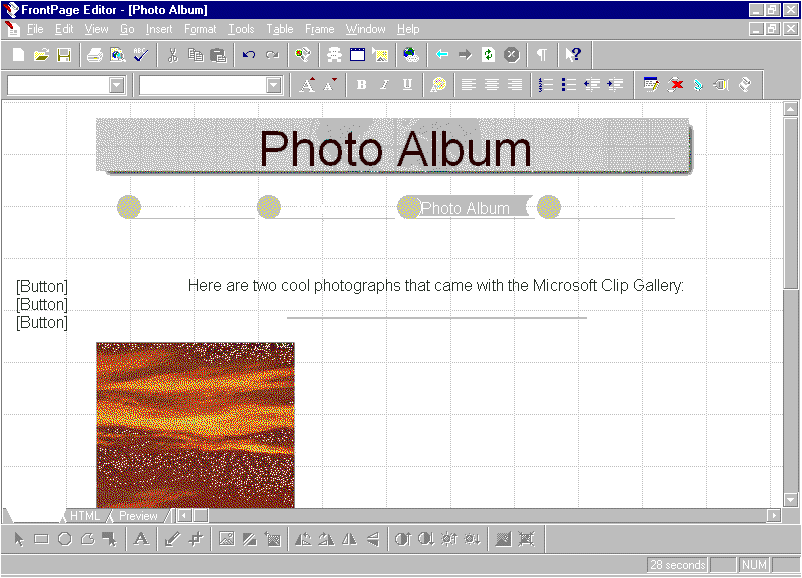 FrontPage Editor - [Photo Album]
File Edit View Go Insert Format Tools Table Frame Window Help
Photo Album
Photo Album
[Button]
[Button]
[Button]
Here are two cool photographs that came with the Microsoft Clip Gallery:
HTML Preview
28 seconds NUM